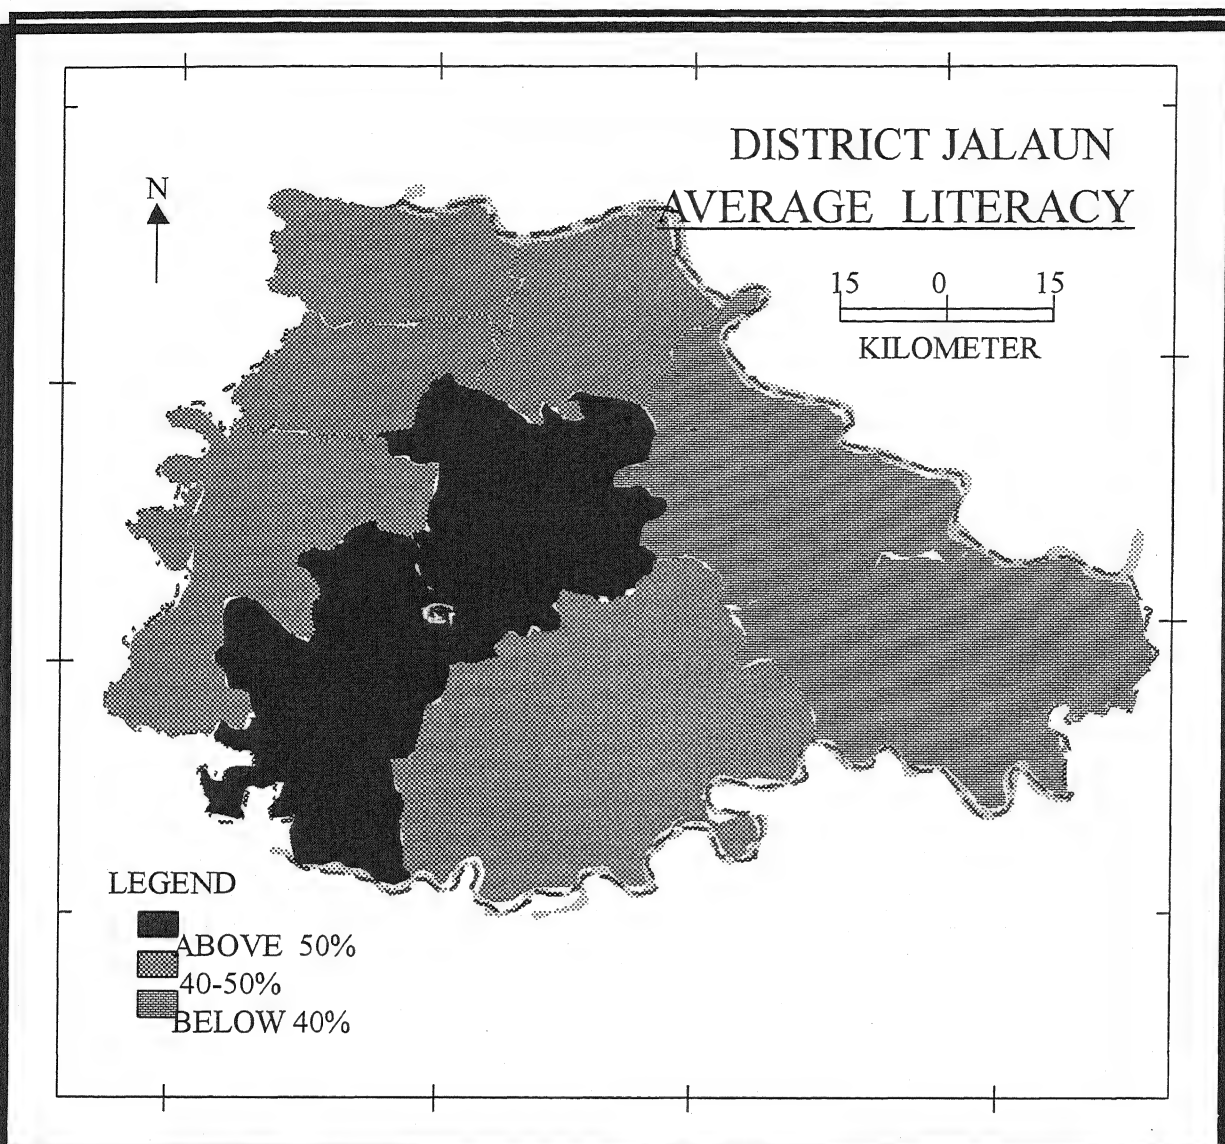 DISTRICT JALAUN
AVERAGE LITERACY
N
15 0 15
KILOMETER
LEGEND
ABOVE 50%
40-50%
BELOW 40%